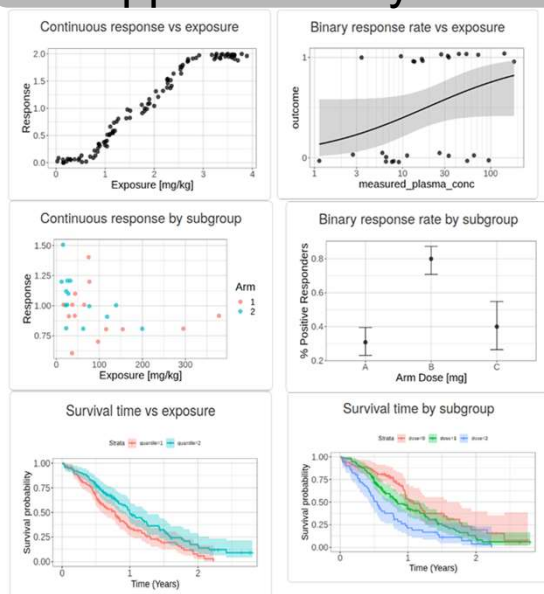 Continuous response vs exposure
Response
2.0
1.5
1.0
0.5
0.0
0
1
2
3
4
Exposure [mg/kg]
Binary response rate vs exposure
outcome
1
0
1
3
10
30
100
measured_plasma_conc
Continuous response by subgroup
Response
1.50
1.25
1.00
0.75
0
100
200
300
Exposure [mg/kg]
Arm
1
2
Binary response rate by subgroup
% Positive Responders
0.8
0.6
0.4
0.2
A
B
C
Arm Dose [mg]
Survival time vs exposure
Strata
quantile=1
quantile=2
Survival probability
1.00
0.75
0.50
0.25
0.00
0
1
2
Time (Years)
Survival time by subgroup
Strata
Survival probability
1.00
0.75
0.50
0.25
0.00
0
1
2
Time (Years)